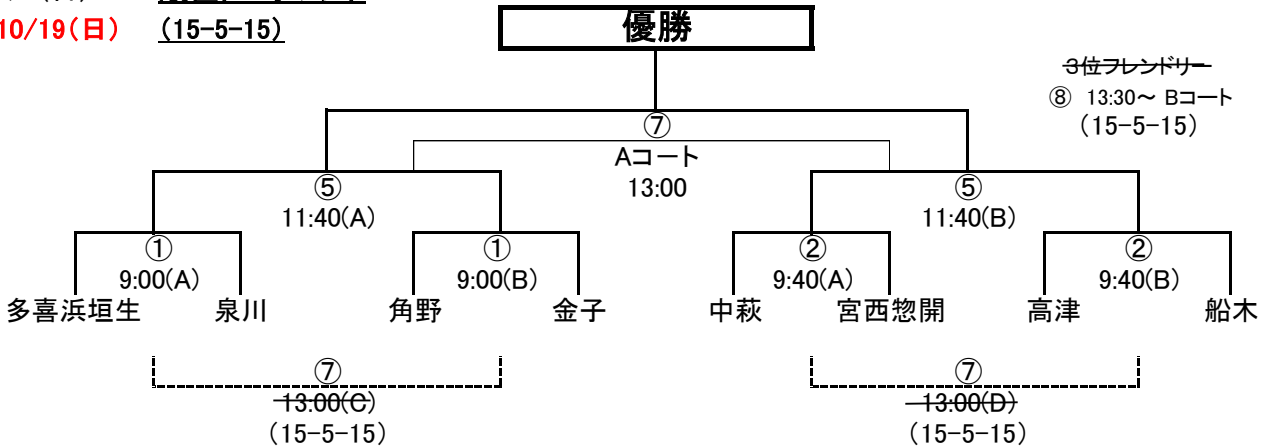 10/19(日) (15-5-15)
優勝
3位フレンドリー
⑧ 13:30～ Bコート
(15-5-15)
⑦
Aコート
13:00
⑤ ⑤
11:40(A) 11:40(B)
① ① ② ②
9:00(A) 9:00(B) 9:40(A) 9:40(B)
多喜浜垣生 泉川 角野 金子 中萩 宮西惣開 高津 船木
⑦ ⑦
13:00(C) 13:00(D)
(15-5-15) (15-5-15)